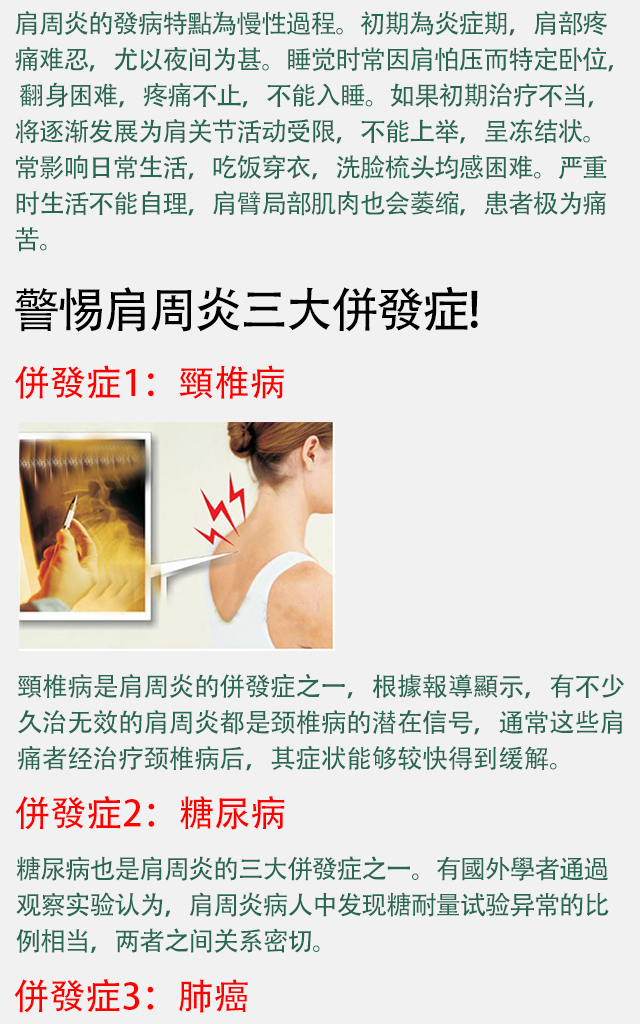 肩周炎的發病特點為慢性過程。初期為炎症期，肩部疼
痛难忍，尤以夜间为甚。睡觉时常因肩怕压而特定卧位，
翻身困难，疼痛不止，不能入睡。如果初期治疗不当，
将逐渐发展为肩关节活动受限，不能上举，呈冻结状。
常影响日常生活，吃饭穿衣，洗脸梳头均感困难。严重
时生活不能自理，肩臂局部肌肉也会萎缩，患者极为痛
苦。
警惕肩周炎三大併發症!
併發症1：頸椎病
頸椎病是肩周炎的併發症之一，根據報導顯示，有不少
久治无效的肩周炎都是颈椎病的潜在信号，通常这些肩
痛者经治疗颈椎病后，其症状能够较快得到缓解。
併發症2：糖尿病
糖尿病也是肩周炎的三大併發症之一。有國外學者通過
观察实验认为，肩周炎病人中发现糖耐量试验异常的比
例相当，两者之间关系密切。
併發症3：肺癌